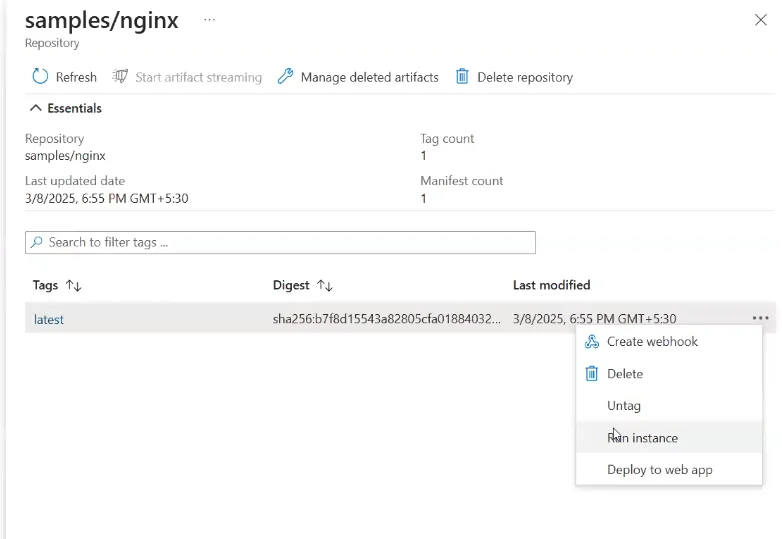 samples/nginx ...
Repository
Refresh Start artifact streaming Manage deleted artifacts Delete repository
Essentials
Repository Tag count
samples/nginx 1
Last updated date Manifest count
3/8/2025, 6:55 PM GMT+5:30 1
Search to filter tags ...
Tags Digest Last modified
latest sha256:b7f8d15543a82805cfa01884032... 3/8/2025, 6:55 PM GMT+5:30
Create webhook
Delete
Untag
Run instance
Deploy to web app